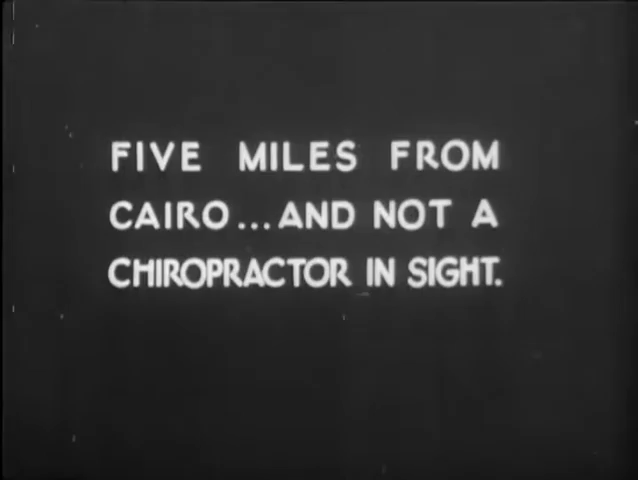 FIVE MILES FROM
CAIRO...AND NOT A
CHIROPRACTOR IN SIGHT.